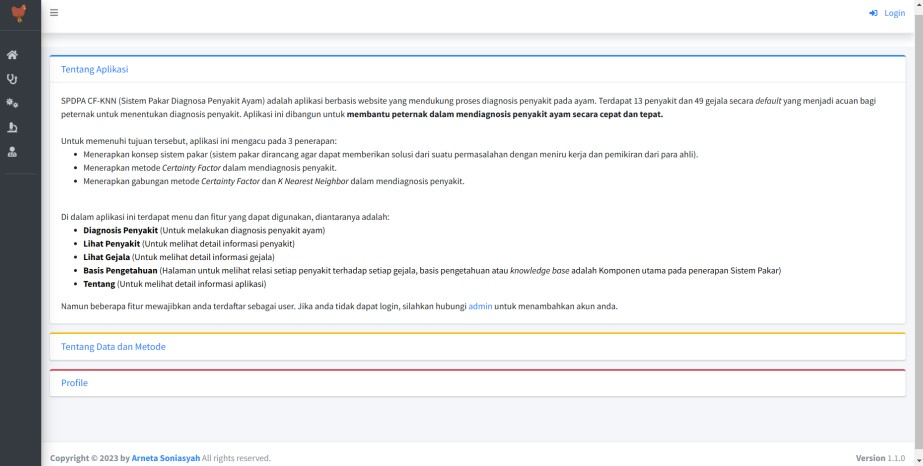 Login
Tentang Aplikasi
SPDPA CF-KNN (Sistem Pakar Diagnosa Penyakit Ayam) adalah aplikasi berbasis website yang mendukung proses diagnosis penyakit pada ayam. Terdapat 13 penyakit dan 49 gejala secara default yang menjadi acuan bagi
peternak untuk menentukan diagnosis penyakit. Aplikasi ini dibangun untuk membantu peternak dalam mendiagnosis penyakit ayam secara cepat dan tepat.
Untuk memenuhi tujuan tersebut, aplikasi ini mengacu pada 3 penerapan:
• Menerapkan konsep sistem pakar (sistem pakar dirancang agar dapat memberikan solusi dari suatu permasalahan dengan meniru kerja dan pemikiran dari para ahli).
• Menerapkan metode Certainty Factor dalam mendiagnosis penyakit.
• Menerapkan gabungan metode Certainty Factor dan K Nearest Neighbor dalam mendiagnosis penyakit.
Di dalam aplikasi ini terdapat menu dan fitur yang dapat digunakan, diantaranya adalah:
• Diagnosis Penyakit (Untuk melakukan diagnosis penyakit ayam)
• Lihat Penyakit (Untuk melihat detail informasi penyakit)
• Lihat Gejala (Untuk melihat detail informasi gejala)
• Basis Pengetahuan (Halaman untuk melihat relasi setiap penyakit terhadap setiap gejala, basis pengetahuan atau knowledge base adalah Komponen utama pada penerapan Sistem Pakar)
• Tentang (Untuk melihat detail informasi aplikasi)
Namun beberapa fitur mewajibkan anda terdaftar sebagai user. Jika anda tidak dapat login, silahkan hubungi admin untuk menambahkan akun anda.
Tentang Data dan Metode
Profile
Copyright © 2023 by Arneta Soniasyah All rights reserved.
Version 1.1.0